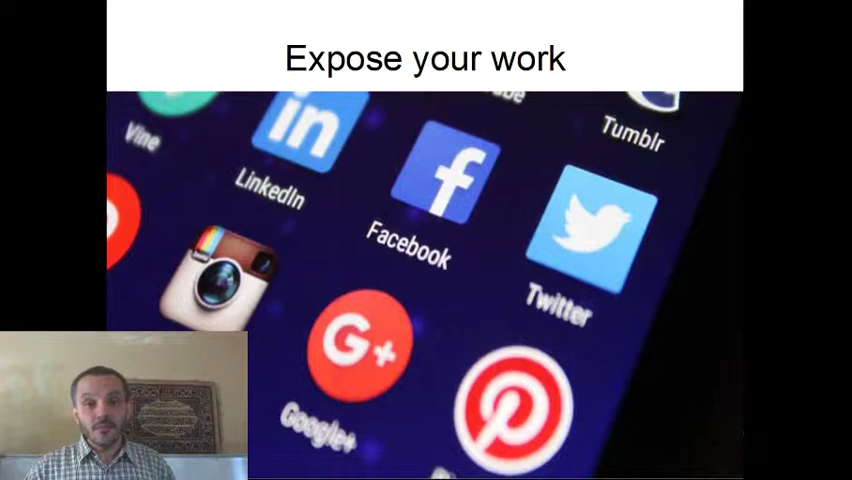 Expose your work
Tumblr
Vine
LinkedIn
Facebook
Twitter
Google+